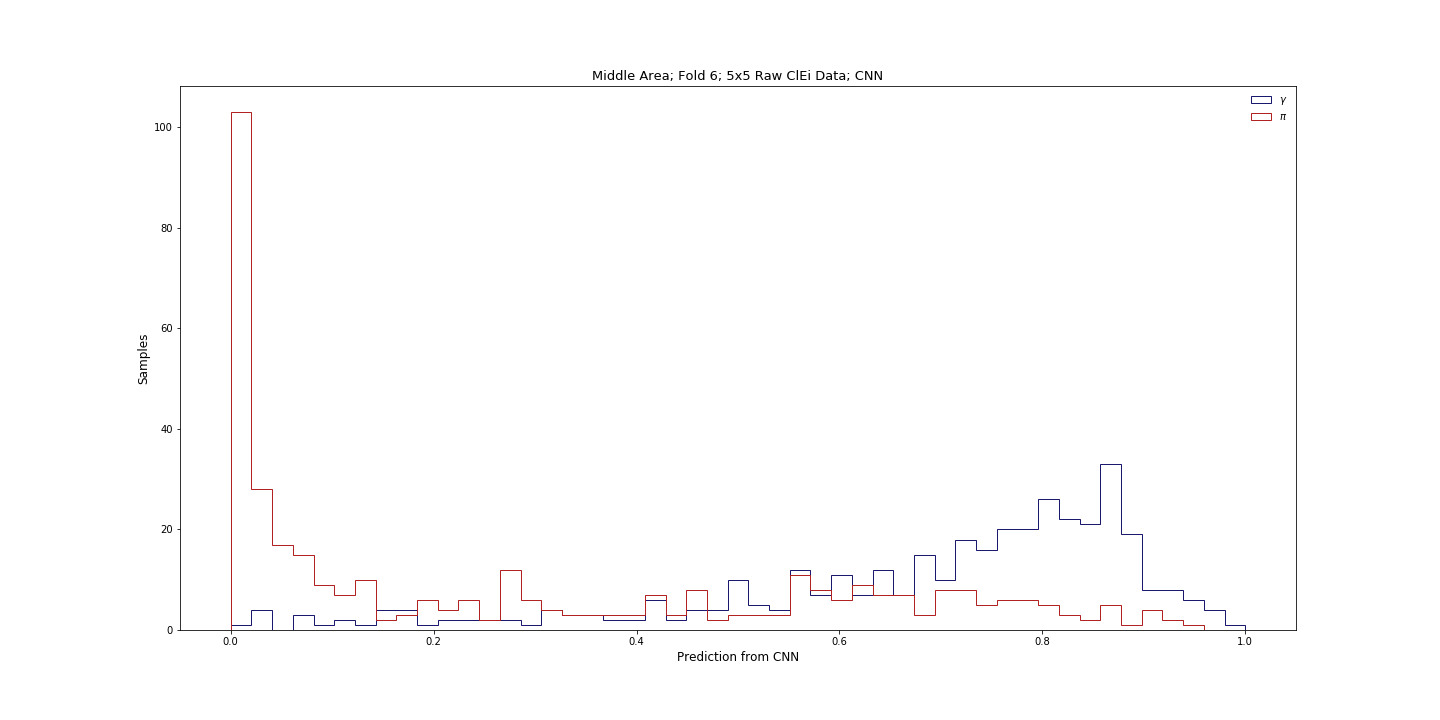 Middle Area; Fold 6; 5x5 Raw ClEi Data; CNN
γ
π
Samples
100
80
60
40
20
0
0.0 0.2 0.4 0.6 0.8 1.0
Prediction from CNN